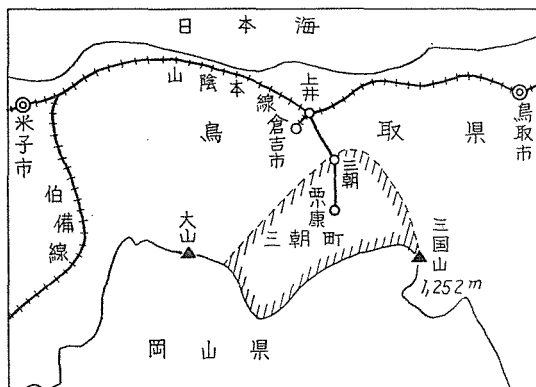 日本海
山陰本線
上井
鳥取県
倉吉市
鳥取市
米子市
三朝
伯備線
大山
栗康
三朝町
三国山
1,252m
岡山県